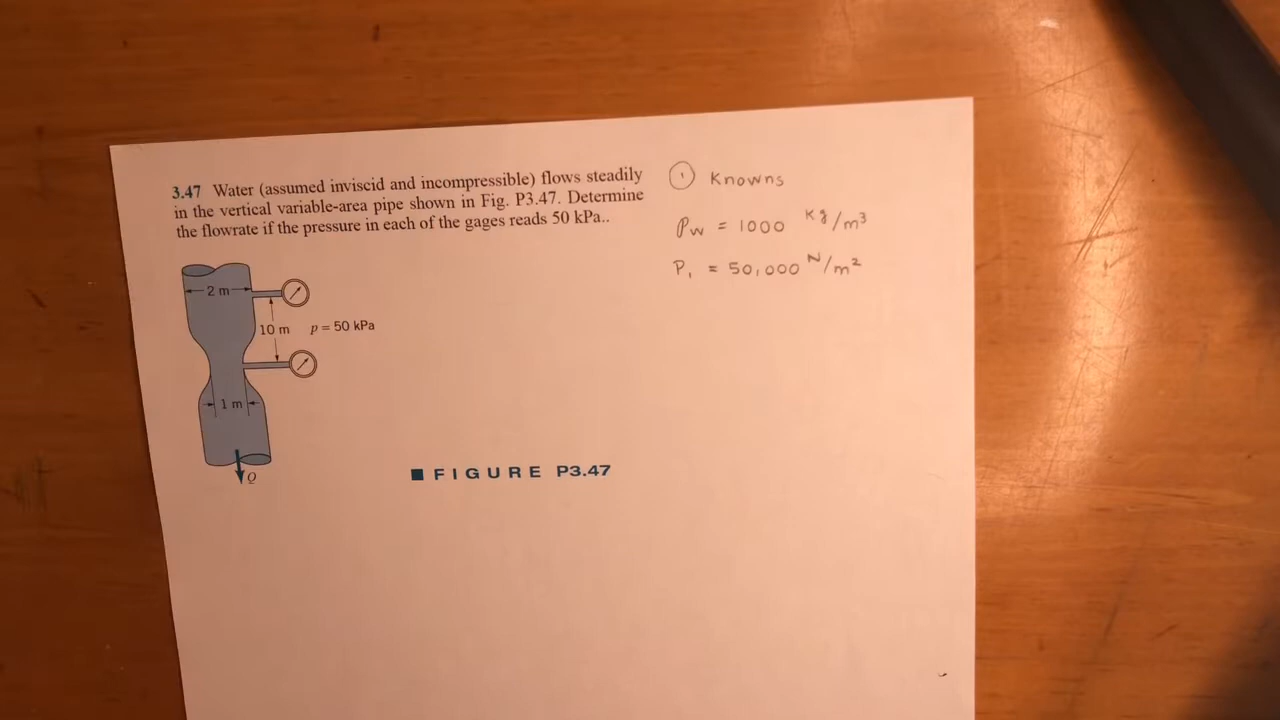 3.47 Water (assumed inviscid and incompressible) flows steadily
in the vertical variable-area pipe shown in Fig. P3.47. Determine
the flowrate if the pressure in each of the gages reads 50 kPa..
2 m
10 m p = 50 kPa
1 m
Q
■ FIGURE P3.47
① Knowns
ρw = 1000 kg/m³
P₁ = 50,000 N/m²